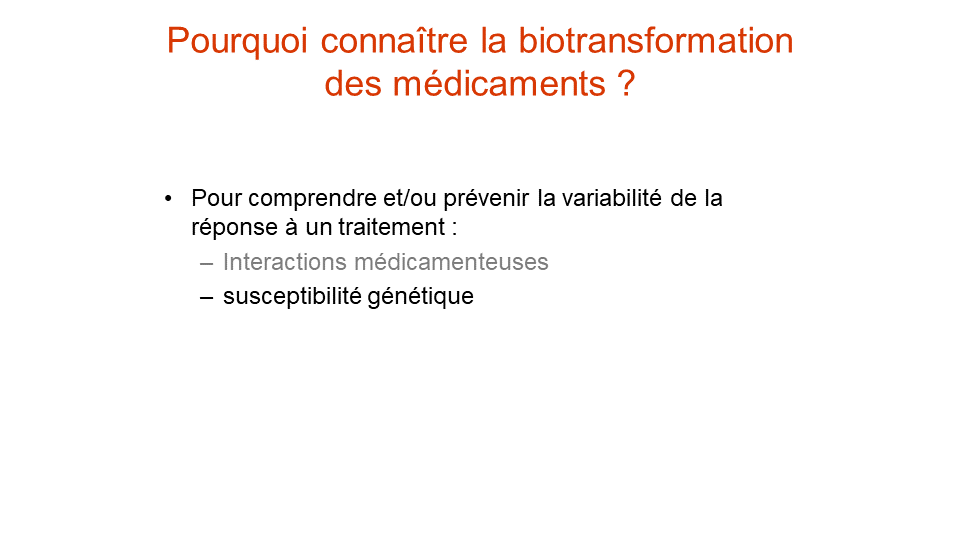 Pourquoi connaître la biotransformation
des médicaments ?
• Pour comprendre et/ou prévenir la variabilité de la
réponse à un traitement :
– Interactions médicamenteuses
– susceptibilité génétique